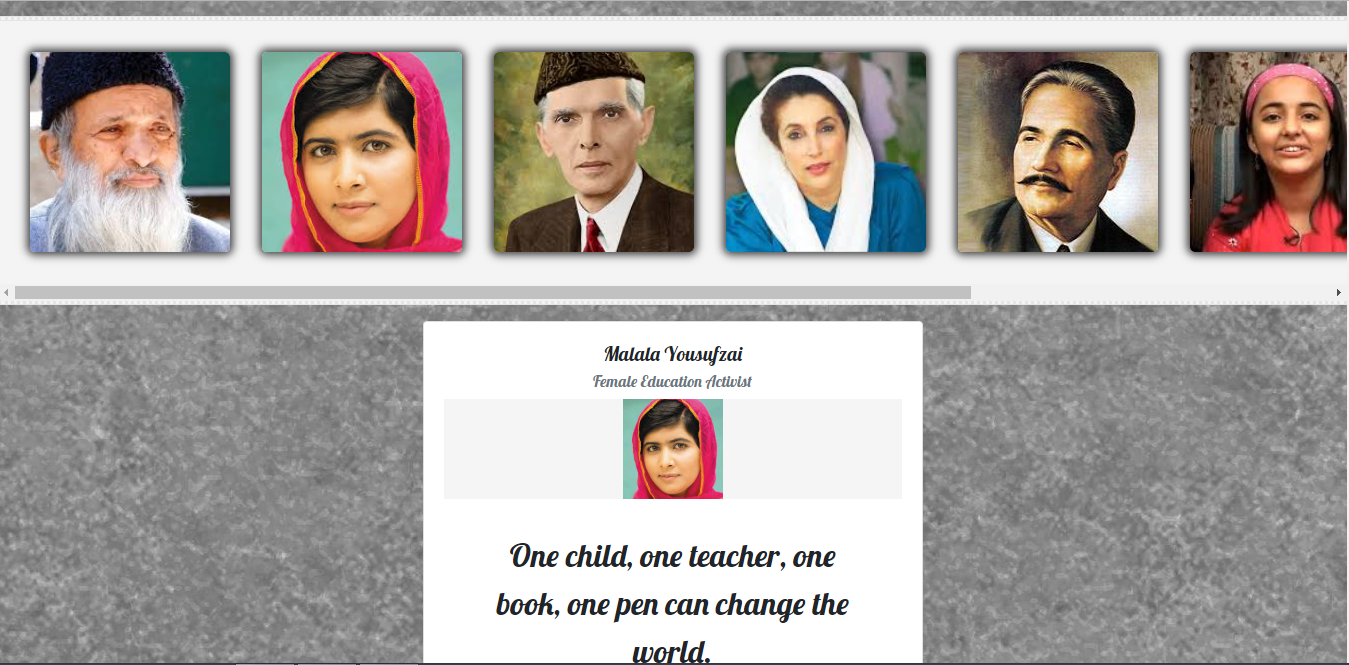 Malala Yousufzai
Female Education Activist
One child, one teacher, one
book, one pen can change the
world.